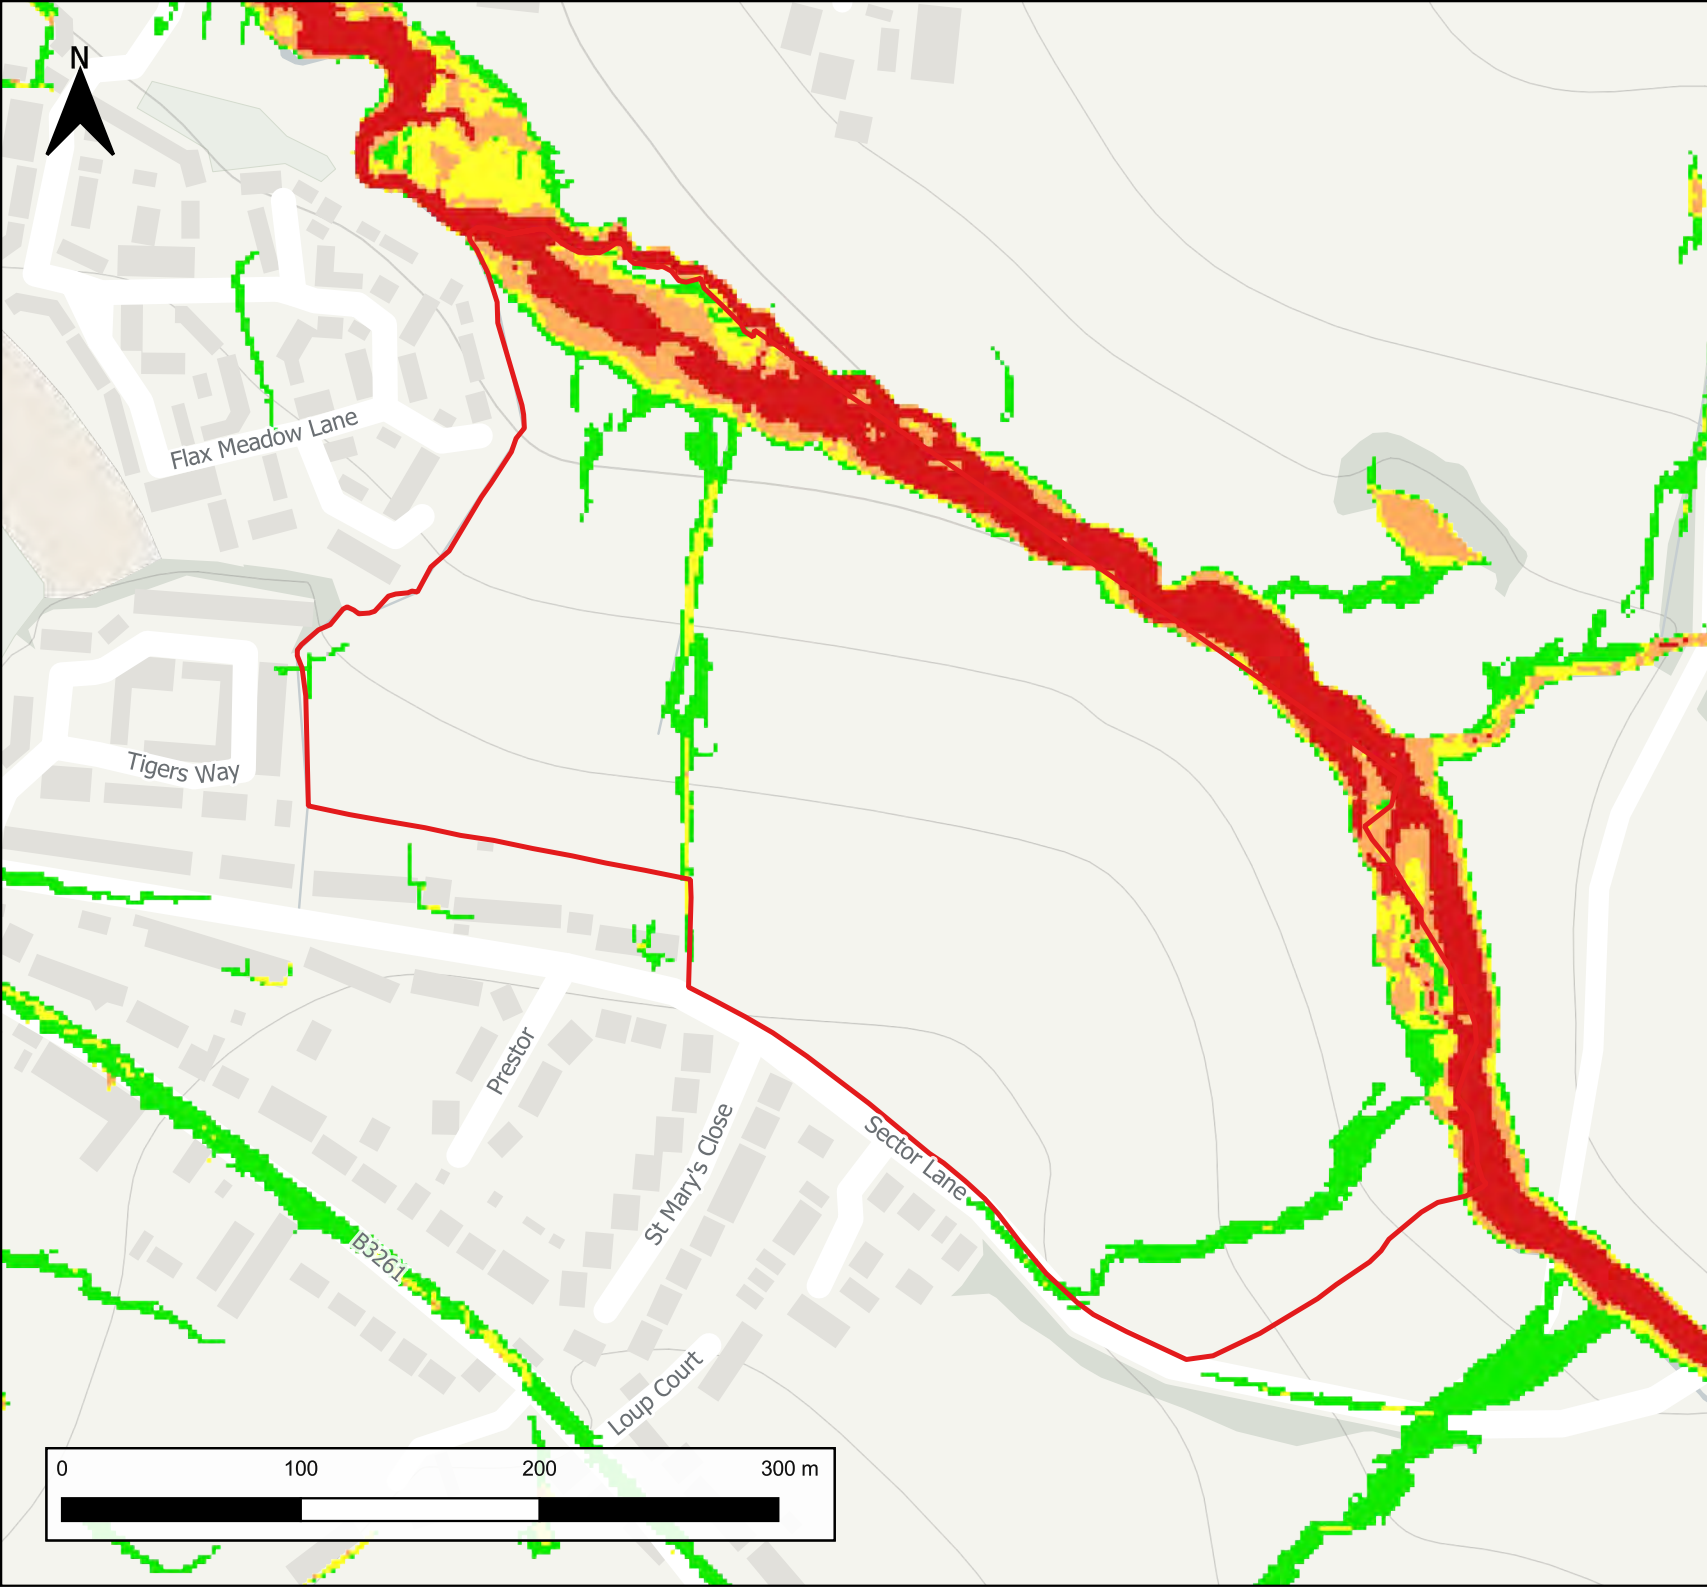 N
Flax Meadow Lane
Tigers Way
Prestor
St Mary's Close
Sector Lane
B3261
Loup Court
0 100 200 300 m